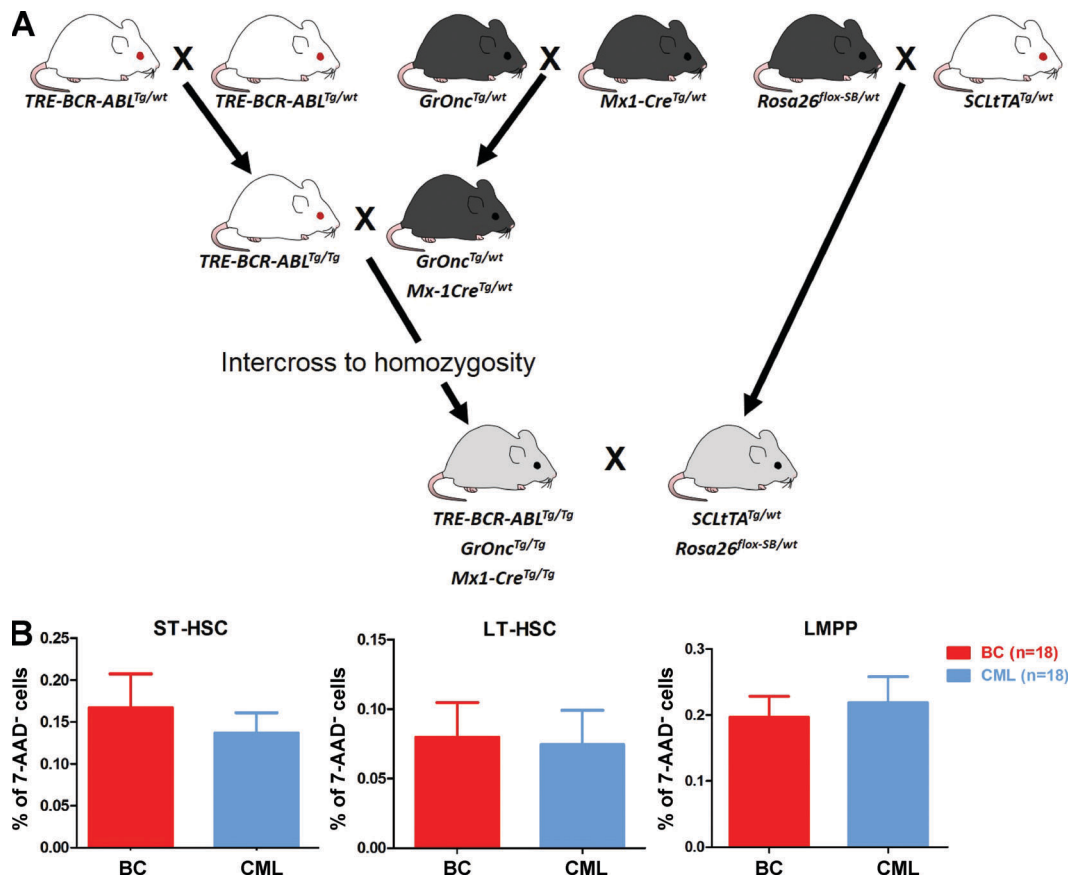 A
X X X
TRE-BCR-ABLTg/wt TRE-BCR-ABLTg/wt GrOncTg/wt Mx1-CreTg/wt Rosa26flox-SB/wt SCLtTATg/wt
X
TRE-BCR-ABLTg/Tg GrOncTg/wt
Mx-1CreTg/wt
Intercross to homozygosity
X
TRE-BCR-ABLTg/Tg SCLtTATg/wt
GrOncTg/Tg Rosa26flox-SB/wt
Mx1-CreTg/Tg
B
ST-HSC
% of 7-AAD- cells
0.25
0.20
0.15
0.10
0.05
0.00
BC CML
LT-HSC
% of 7-AAD- cells
0.15
0.10
0.05
0.00
BC CML
LMPP
% of 7-AAD- cells
0.3
0.2
0.1
0.0
BC CML
BC (n=18)
CML (n=18)